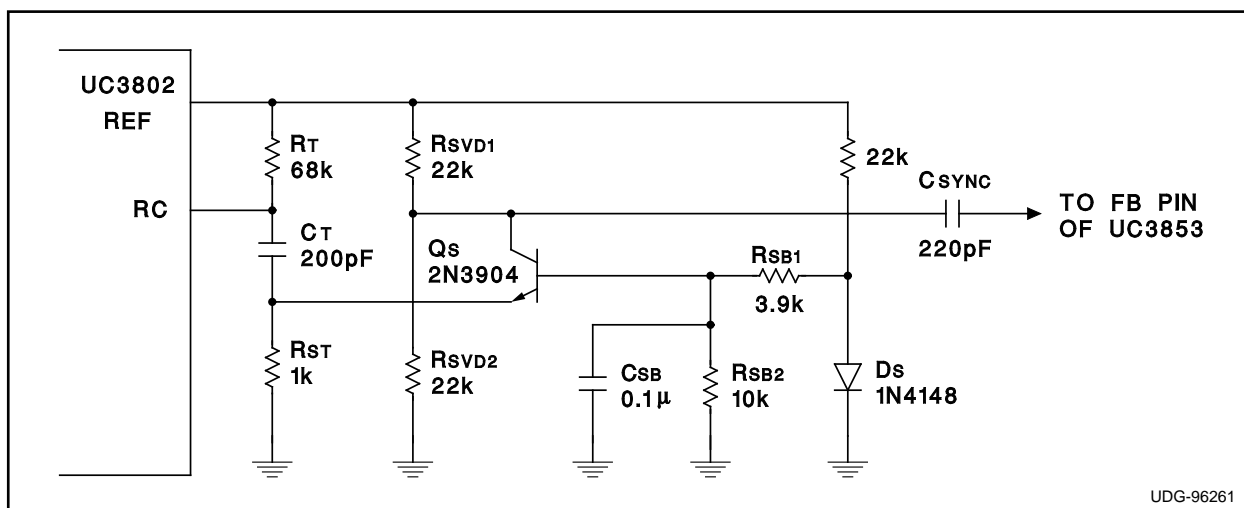 UC3802
REF
RC
RT
68k
CT
200pF
RST
1k
RSVD1
22k
QS
2N3904
RSVD2
22k
CSB
0.1µ
RSB2
10k
RSB1
3.9k
22k
DS
1N4148
CSYNC
220pF
TO FB PIN
OF UC3853
UDG-96261